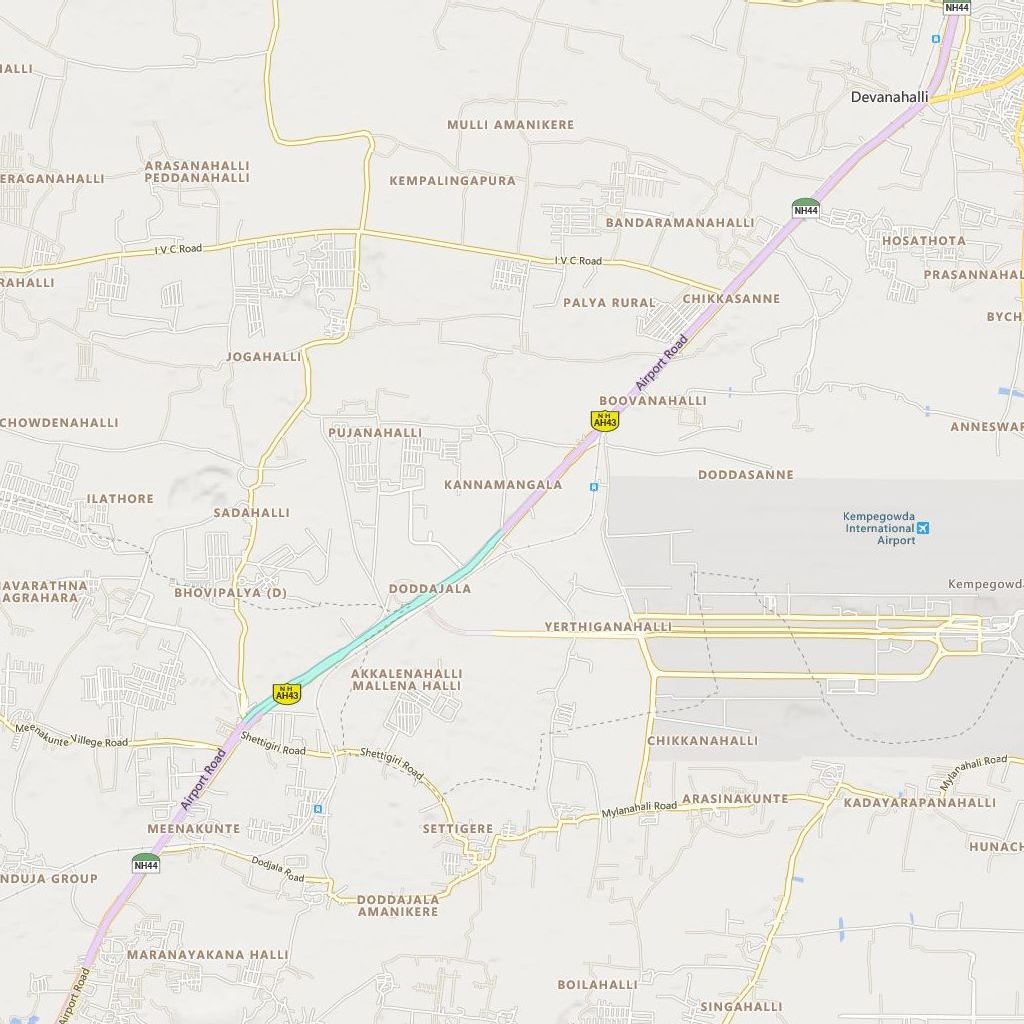 NH44
HALLI
Devanahalli
MULLI AMANIKERE
ARASANAHALLI
PEDDANAHALLI
ERAGANAHALLI
KEMPALINGAPURA
NH44
BANDARAMANAHALLI
HOSATHOTA
I V C Road
I V C Road
PRASANNAHAL
RAHALLI
PALYA RURAL
CHIKKASANNE
BYCH
JOGAHALLI
Airport Road
BOOVANAHALLI
NH
AH43
CHOWDENAHALLI
PUJANAHALLI
ANNESWAR
DODDASANNE
KANNAMANGALA
ILATHORE
SADAHALLI
Kempegowda
International
Airport
AVARATHNA
AGRAHARA
BHOVIPALYA (D)
DODDAJALA
Kempegowda
YERTHIGANAHALLI
AKKALENAHALLI
MALLENA HALLI
NH
AH43
Meenakunte Villege Road
Shettigiri Road
Shettigiri Road
CHIKKANAHALLI
Airport Road
Mylanahali Road
Mylanahali Road
ARASINAKUNTE
KADAYARAPANAHALLI
MEENAKUNTE
SETTIGERE
HUNACH
NH44
Dodjala Road
NDUJA GROUP
DODDAJALA
AMANIKERE
MARANAYAKANA HALLI
Airport Road
BOILAHALLI
SINGAHALLI